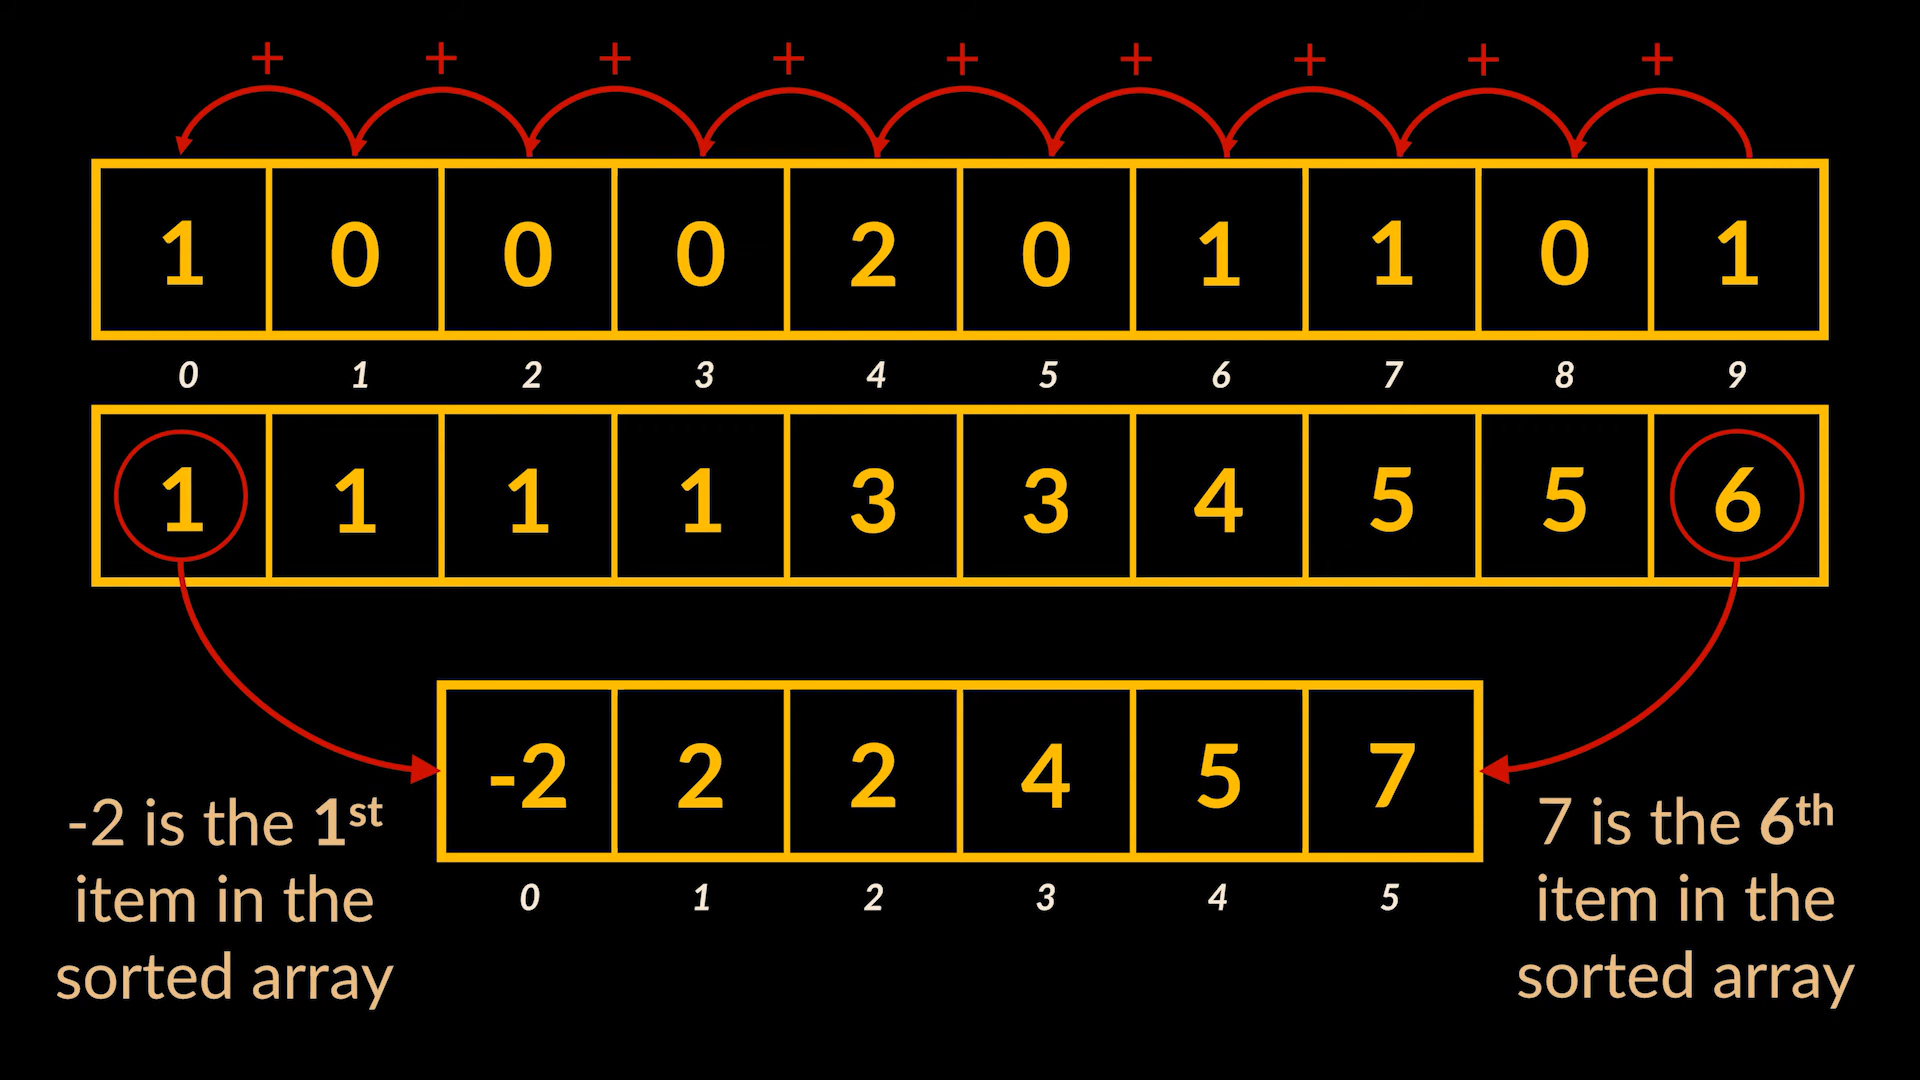 + + + + + + + + +
1 0 0 0 2 0 1 1 0 1
0 1 2 3 4 5 6 7 8 9
1 1 1 1 3 3 4 5 5 6
-2 2 2 4 5 7
0 1 2 3 4 5
-2 is the 1st
item in the
sorted array
7 is the 6th
item in the
sorted array